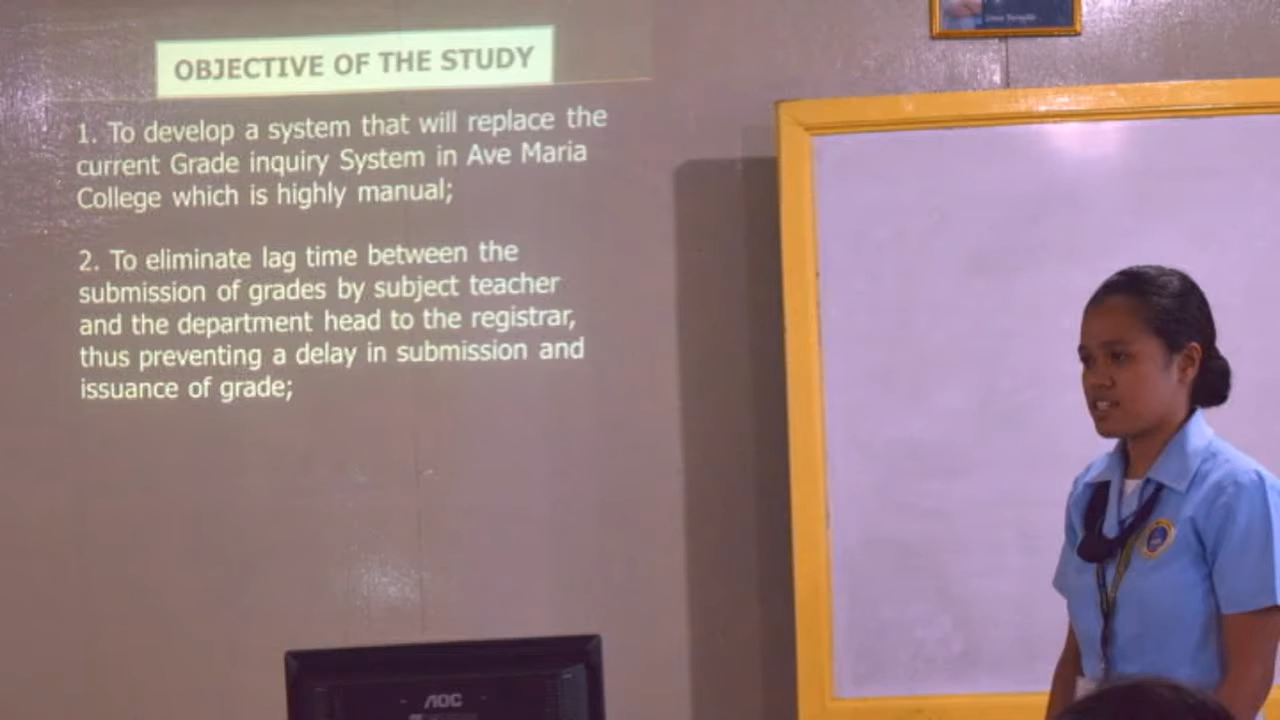 OBJECTIVE OF THE STUDY
1. To develop a system that will replace the
current Grade inquiry System in Ave Maria
College which is highly manual;
2. To eliminate lag time between the
submission of grades by subject teacher
and the department head to the registrar,
thus preventing a delay in submission and
issuance of grade;
AOC